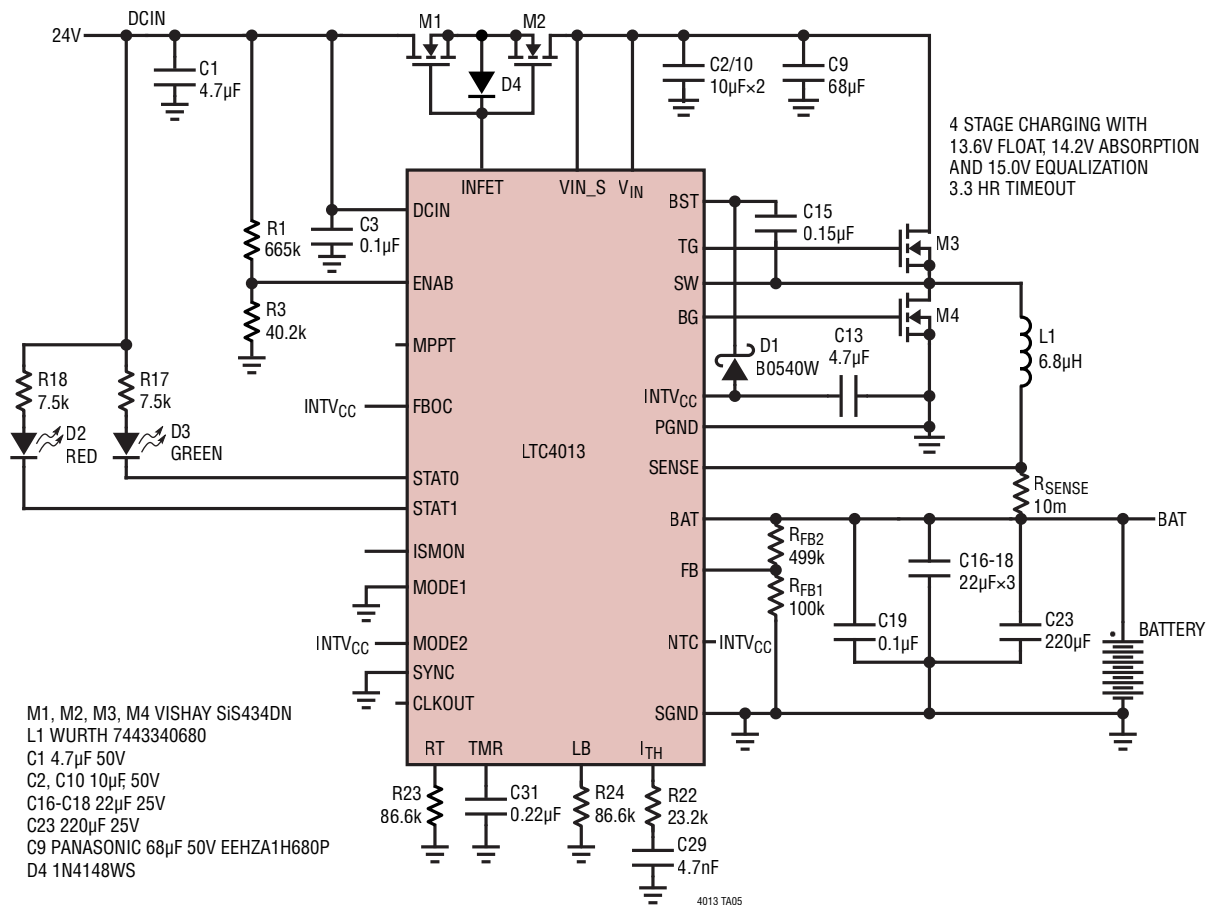 24V
DCIN
M1
M2
C1
4.7µF
D4
C2/10
10µF×2
C9
68µF
4 STAGE CHARGING WITH
13.6V FLOAT, 14.2V ABSORPTION
AND 15.0V EQUALIZATION
3.3 HR TIMEOUT
INFET
VIN_S
VIN
DCIN
BST
C3
0.1µF
C15
0.15µF
R1
665k
TG
M3
ENAB
SW
R3
40.2k
BG
M4
MPPT
D1
B0540W
C13
4.7µF
L1
6.8µH
R18
7.5k
R17
7.5k
INTVCC
FBOC
INTVCC
PGND
D2
RED
D3
GREEN
LTC4013
STAT0
SENSE
RSENSE
10m
STAT1
BAT
BAT
RFB2
499k
ISMON
FB
C16-18
22µF×3
MODE1
RFB1
100k
C19
0.1µF
C23
220µF
BATTERY
INTVCC
MODE2
NTC
INTVCC
SYNC
CLKOUT
SGND
M1, M2, M3, M4 VISHAY SiS434DN
L1 WURTH 7443340680
C1 4.7µF 50V
C2, C10 10µF, 50V
C16-C18 22µF 25V
C23 220µF 25V
C9 PANASONIC 68µF 50V EEHZA1H680P
D4 1N4148WS
RT
TMR
LB
ITH
R23
86.6k
C31
0.22µF
R24
86.6k
R22
23.2k
C29
4.7nF
4013 TA05